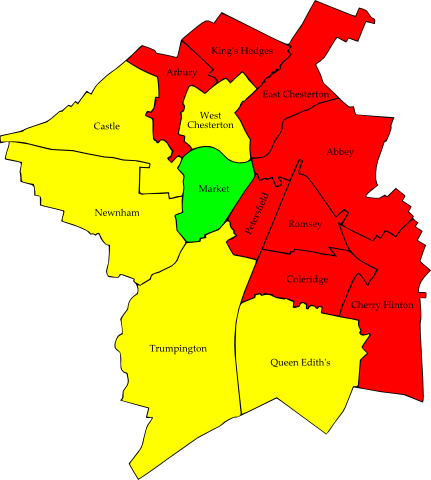 King's Hedges
Arbury
East Chesterton
West
Chesterton
Castle
Abbey
Market
Petersfield
Newnham
Romsey
Coleridge
Cherry Hinton
Trumpington
Queen Edith's